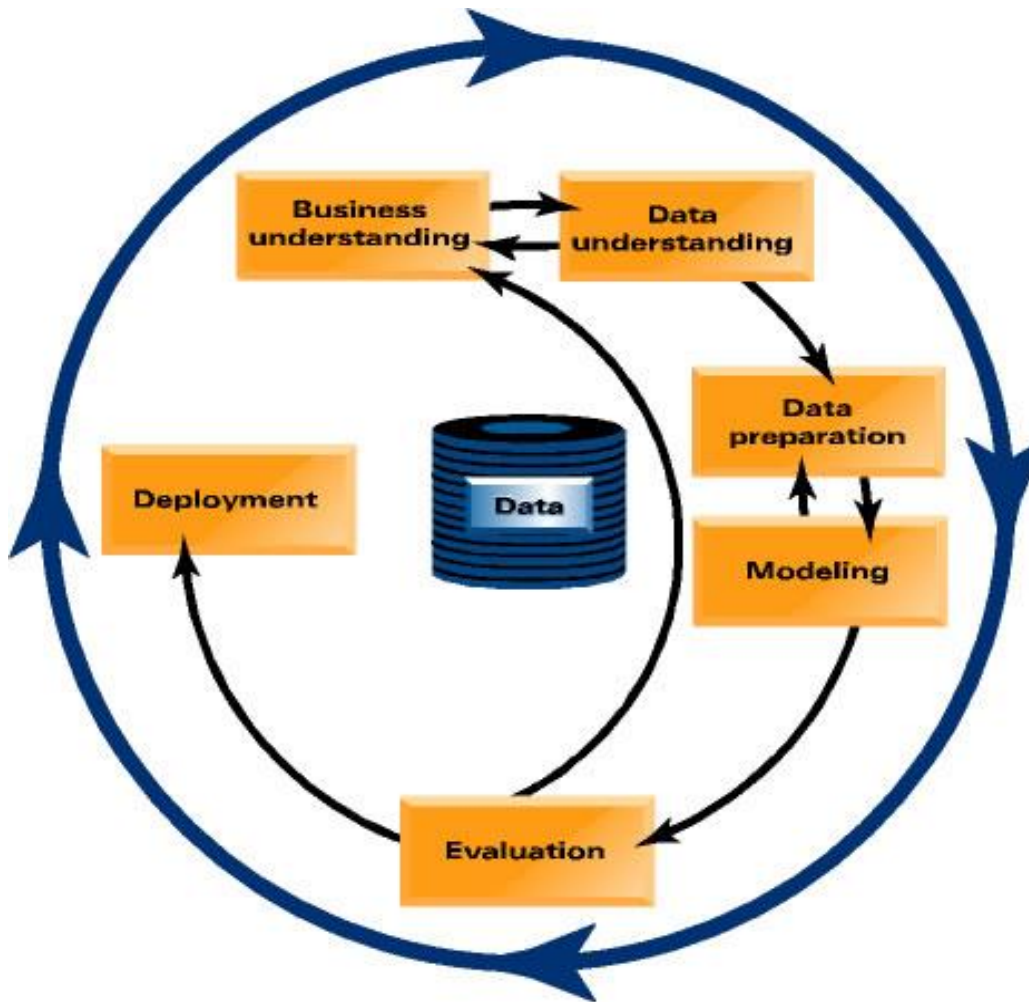 Business
understanding
Data
understanding
Data
preparation
Deployment
Data
Modeling
Evaluation